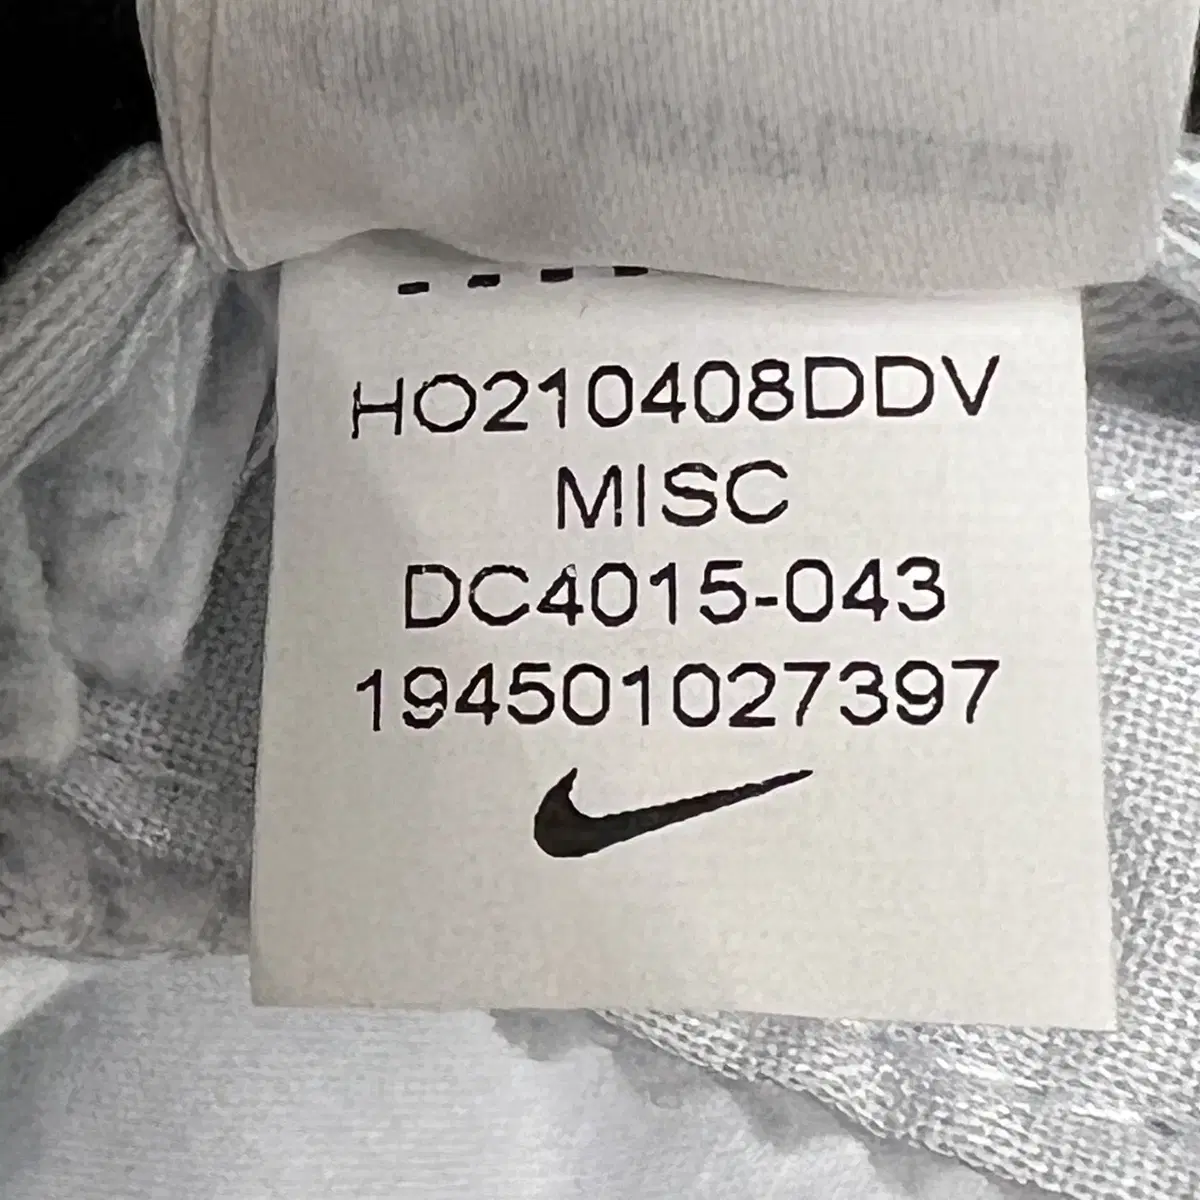 HO210408DDV
MISC
DC4015-043
194501027397